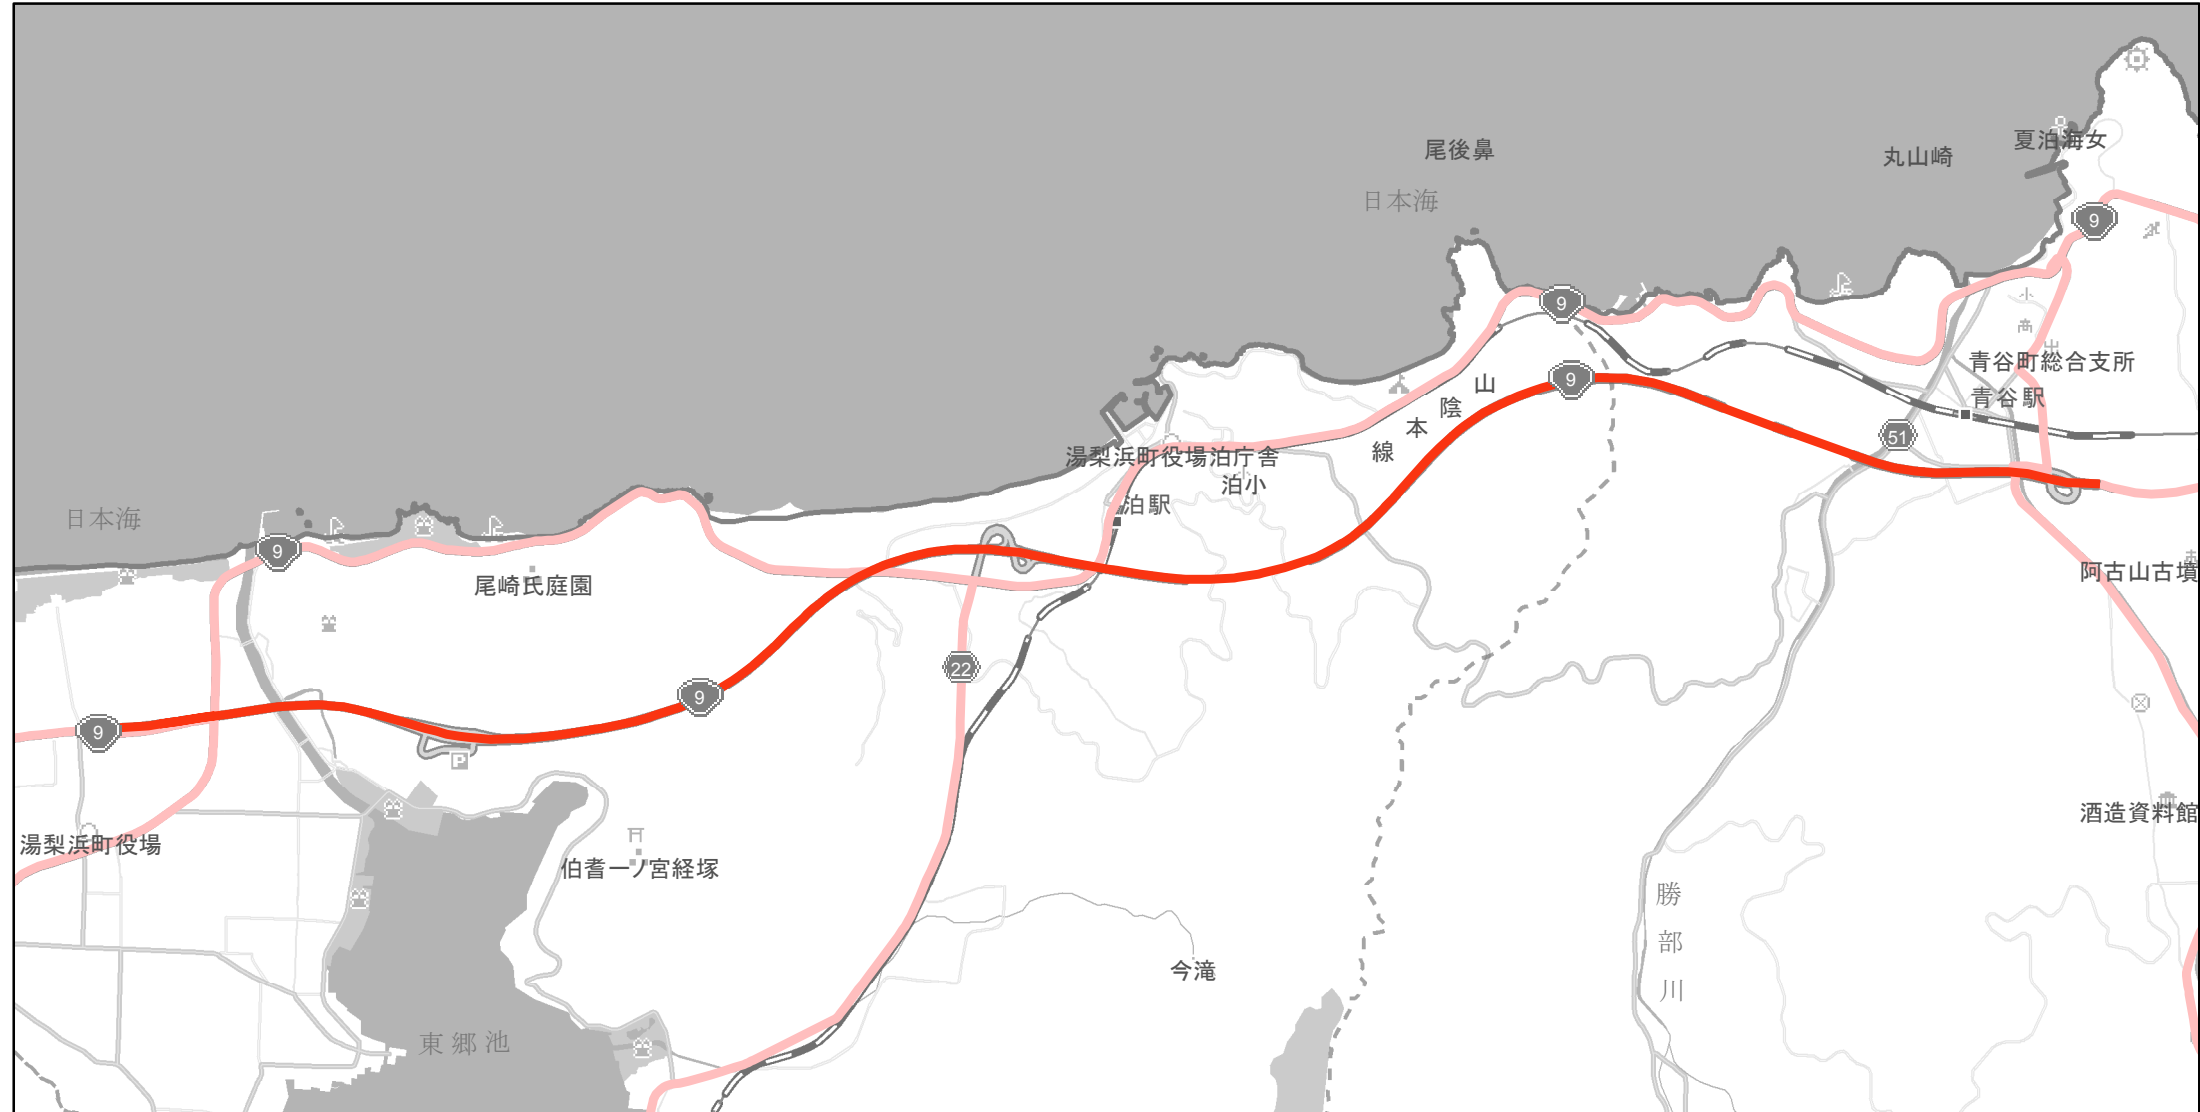 尾後鼻
丸山崎
夏泊海女
日本海
9
9
9
青谷町総合支所
青谷駅
山陰本線
51
湯梨浜町役場泊庁舎
泊小
泊駅
日本海
9
尾崎氏庭園
阿古山古墳
22
9
9
P
湯梨浜町役場
伯耆一ノ宮経塚
酒造資料館
勝部川
今滝
東郷池